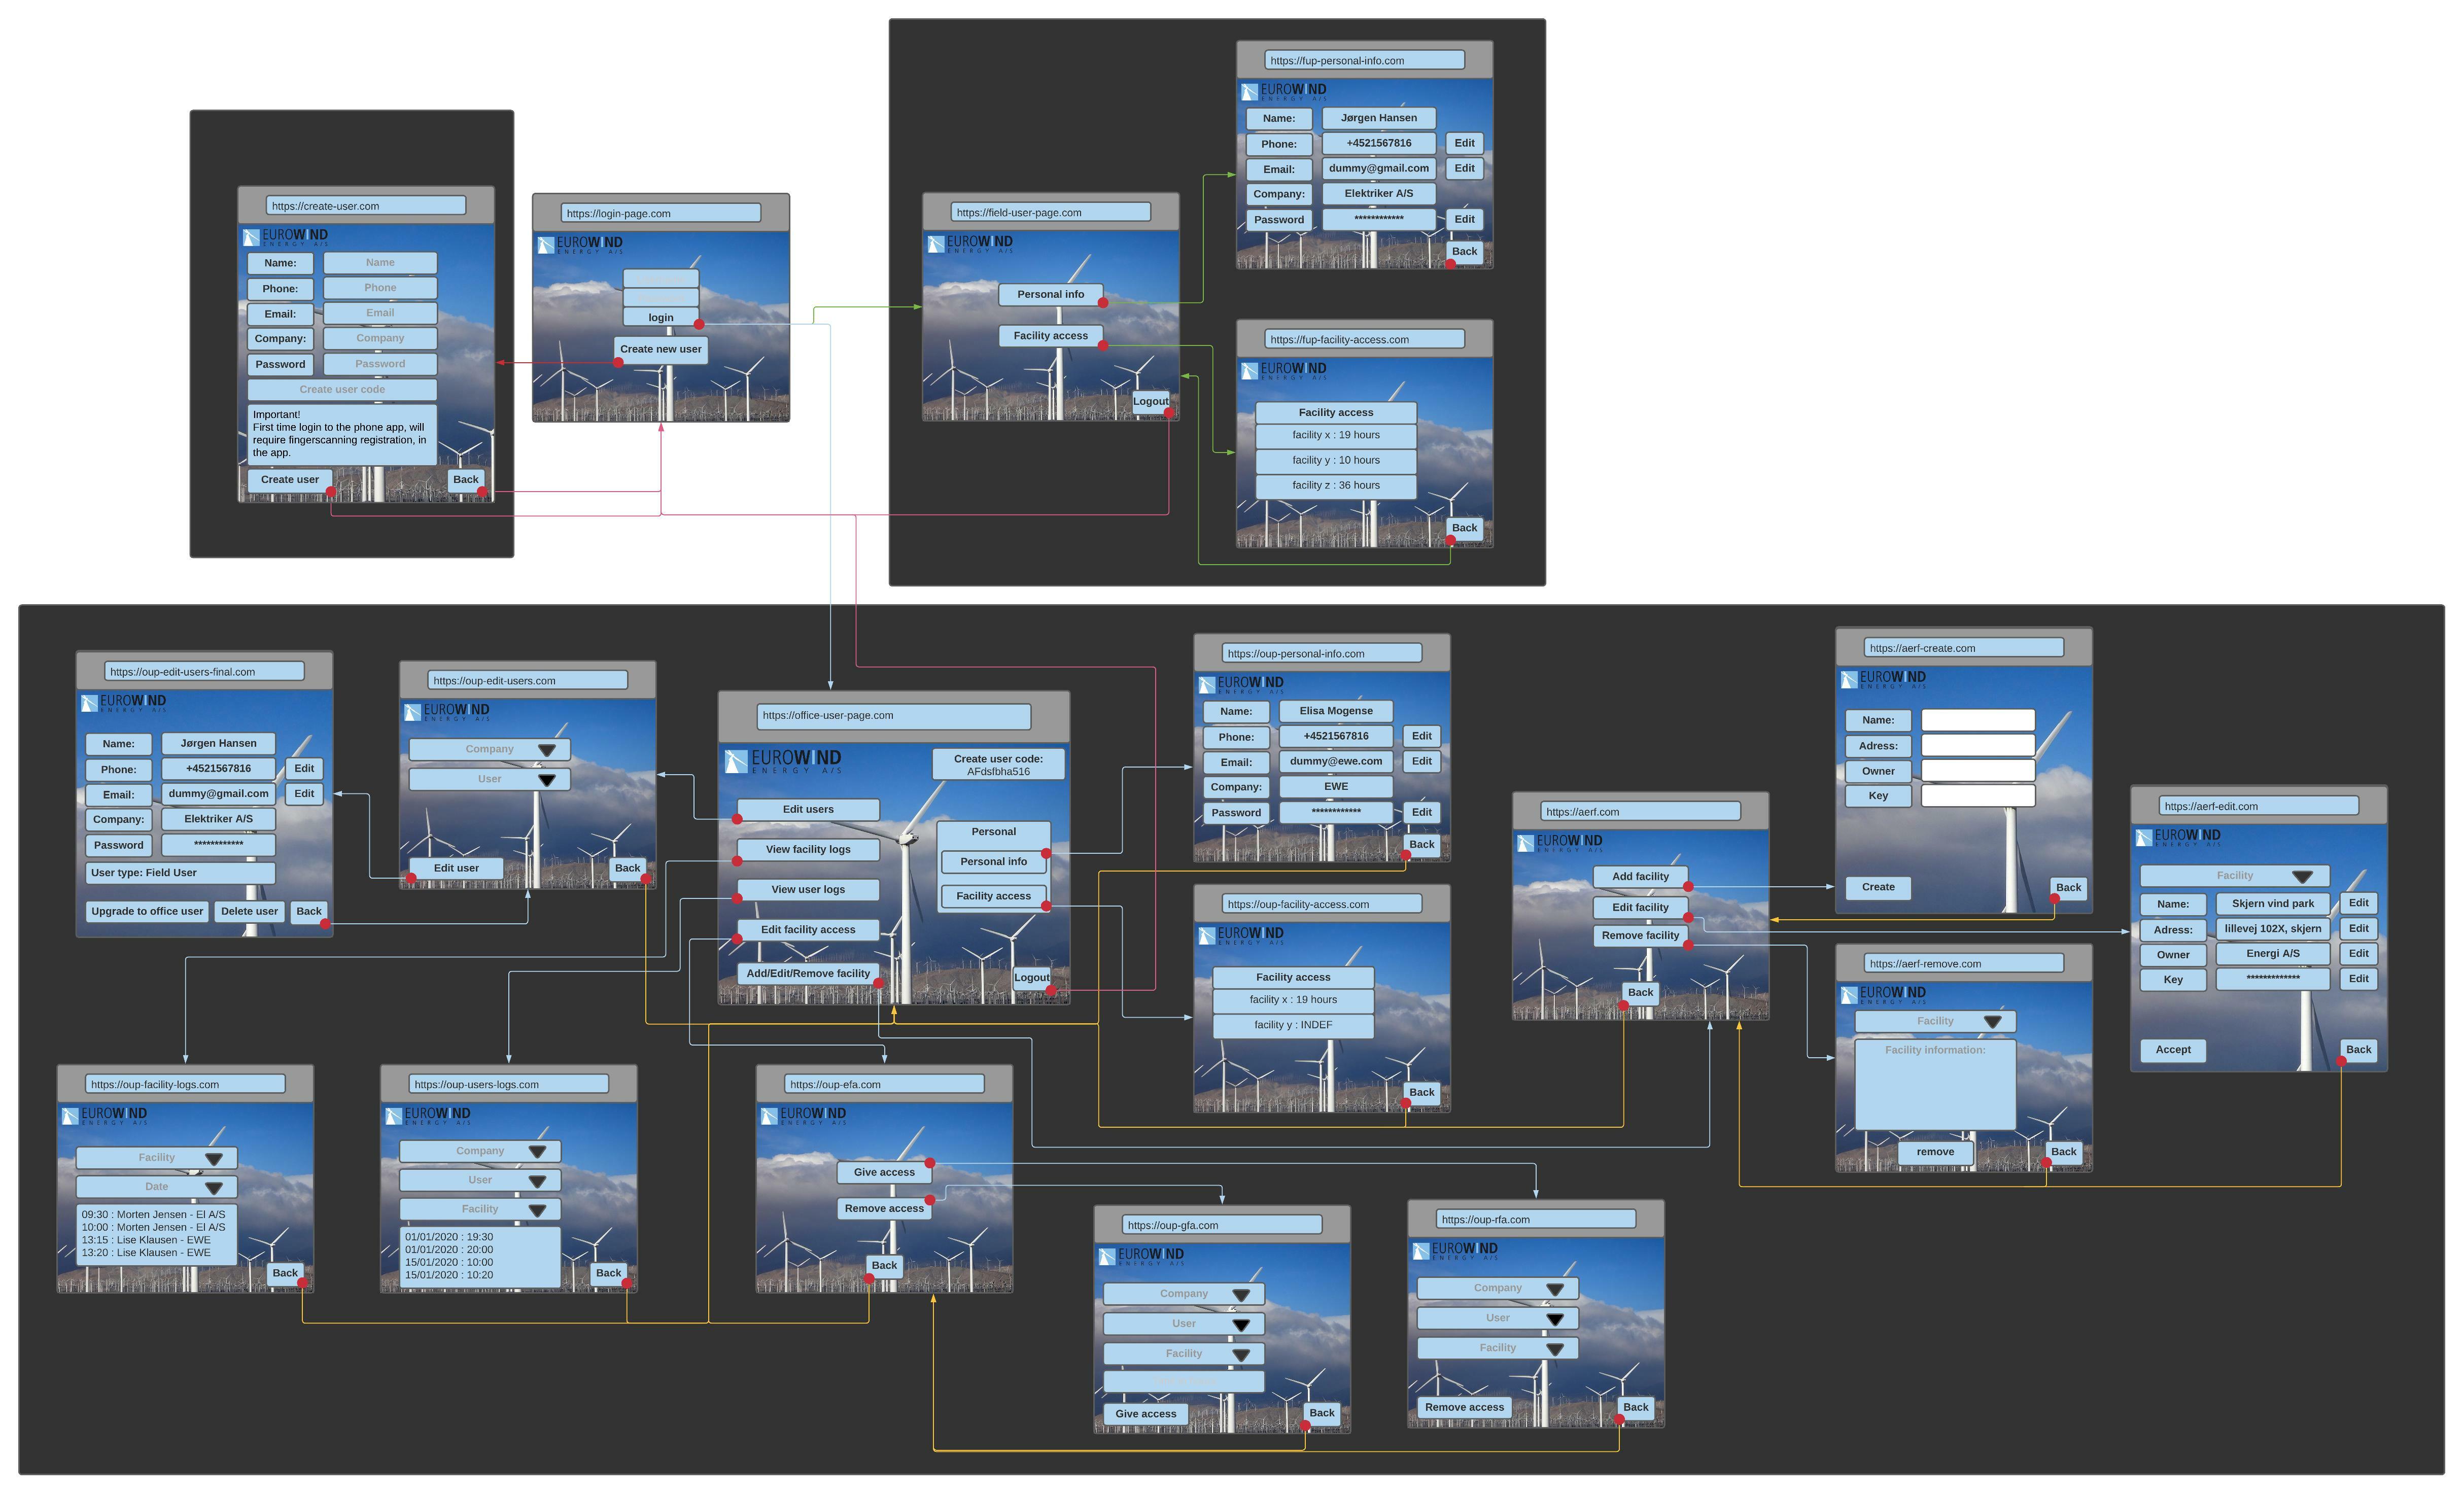 https://create-user.com
EUROWIND
ENERGY A/S
Name:
Name
Phone:
Phone
Email:
Email
Company:
Company
Password
Password
Create user code
Important!
First time login to the phone app, will
require fingerscanning registration, in
the app.
Create user
Back
https://login-page.com
EUROWIND
ENERGY A/S
login
Create new user
https://field-user-page.com
EUROWIND
ENERGY A/S
Personal info
Facility access
Logout
https://fup-personal-info.com
EUROWIND
ENERGY A/S
Name:
Jørgen Hansen
Phone:
+4521567816
Edit
Email:
dummy@gmail.com
Edit
Company:
Elektriker A/S
Password
************
Edit
Back
https://fup-facility-access.com
EUROWIND
ENERGY A/S
Facility access
facility x : 19 hours
facility y : 10 hours
facility z : 36 hours
Back
https://oup-edit-users-final.com
EUROWIND
ENERGY A/S
Name:
Jørgen Hansen
Phone:
+4521567816
Edit
Email:
dummy@gmail.com
Edit
Company:
Elektriker A/S
Password
************
User type: Field User
Upgrade to office user
Delete user
Back
https://oup-edit-users.com
EUROWIND
ENERGY A/S
Company
User
Edit user
Back
https://office-user-page.com
EUROWIND
ENERGY A/S
Create user code:
AFdsfbha516
Edit users
View facility logs
View user logs
Edit facility access
Add/Edit/Remove facility
Personal
Personal info
Facility access
Logout
https://oup-personal-info.com
EUROWIND
ENERGY A/S
Name:
Elisa Mogense
Phone:
+4521567816
Edit
Email:
dummy@ewe.com
Edit
Company:
EWE
Password
************
Edit
Back
https://oup-facility-access.com
EUROWIND
ENERGY A/S
Facility access
facility x : 19 hours
facility y : INDEF
Back
https://aerf.com
EUROWIND
ENERGY A/S
Add facility
Edit facility
Remove facility
Back
https://aerf-create.com
EUROWIND
ENERGY A/S
Name:
Adress:
Owner
Key
Create
Back
https://aerf-edit.com
EUROWIND
ENERGY A/S
Facility
Name:
Skjern vind park
Edit
Adress:
lillevej 102X, skjern
Edit
Owner
Energi A/S
Edit
Key
*************
Edit
Accept
Back
https://aerf-remove.com
EUROWIND
ENERGY A/S
Facility
Facility information:
remove
Back
https://oup-facility-logs.com
EUROWIND
ENERGY A/S
Facility
Date
09:30 : Morten Jensen - El A/S
10:00 : Morten Jensen - El A/S
13:15 : Lise Klausen - EWE
13:20 : Lise Klausen - EWE
Back
https://oup-users-logs.com
EUROWIND
ENERGY A/S
Company
User
Facility
01/01/2020 : 19:30
01/01/2020 : 20:00
15/01/2020 : 10:00
15/01/2020 : 10:20
Back
https://oup-efa.com
EUROWIND
ENERGY A/S
Give access
Remove access
Back
https://oup-gfa.com
EUROWIND
ENERGY A/S
Company
User
Facility
Give access
Back
https://oup-rfa.com
EUROWIND
ENERGY A/S
Company
User
Facility
Remove access
Back